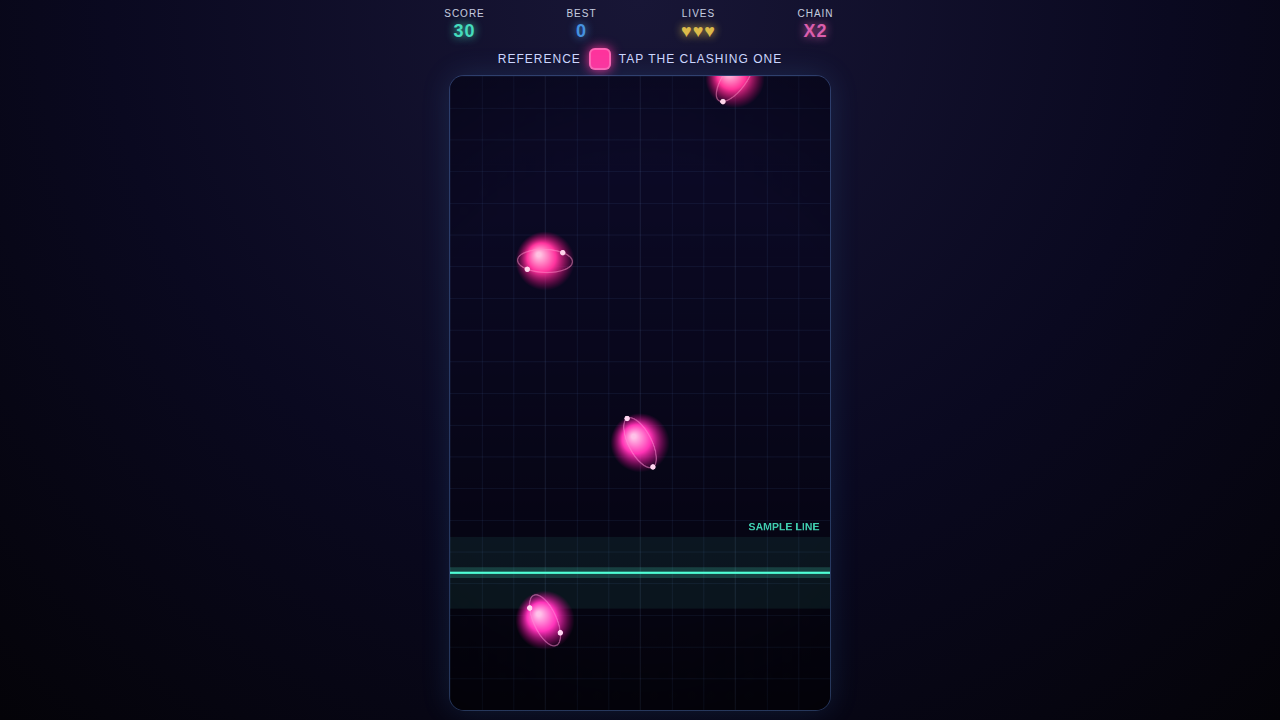 SCORE BEST LIVES CHAIN
30 0 ♥♥♥ X2
REFERENCE TAP THE CLASHING ONE
SAMPLE LINE